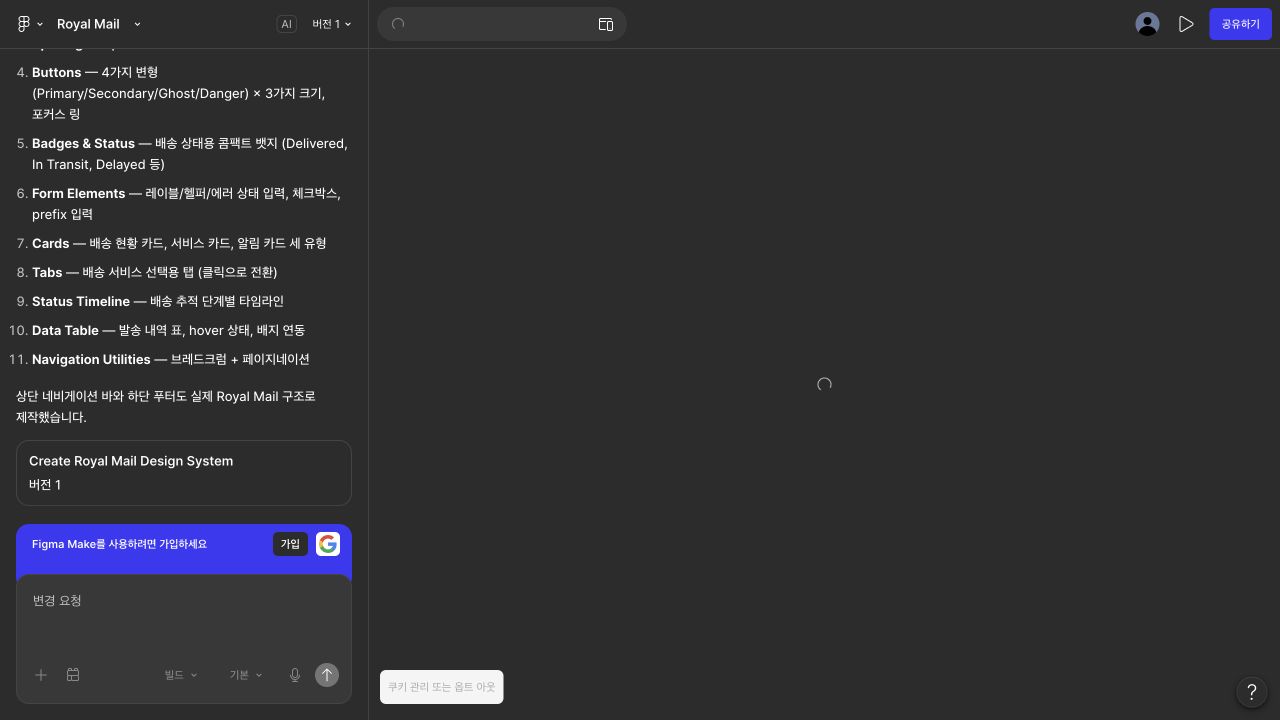 Royal Mail
AI
버전 1
공유하기
4. Buttons — 4가지 변형
(Primary/Secondary/Ghost/Danger) × 3가지 크기,
포커스 링
5. Badges & Status — 배송 상태용 콤팩트 뱃지 (Delivered,
In Transit, Delayed 등)
6. Form Elements — 레이블/헬퍼/에러 상태 입력, 체크박스,
prefix 입력
7. Cards — 배송 현황 카드, 서비스 카드, 알림 카드 세 유형
8. Tabs — 배송 서비스 선택용 탭 (클릭으로 전환)
9. Status Timeline — 배송 추적 단계별 타임라인
10. Data Table — 발송 내역 표, hover 상태, 배지 연동
11. Navigation Utilities — 브레드크럼 + 페이지네이션
상단 네비게이션 바와 하단 푸터도 실제 Royal Mail 구조로
제작했습니다.
Create Royal Mail Design System
버전 1
Figma Make를 사용하려면 가입하세요
가입
변경 요청
빌드
기본
쿠키 관리 또는 옵트 아웃
?